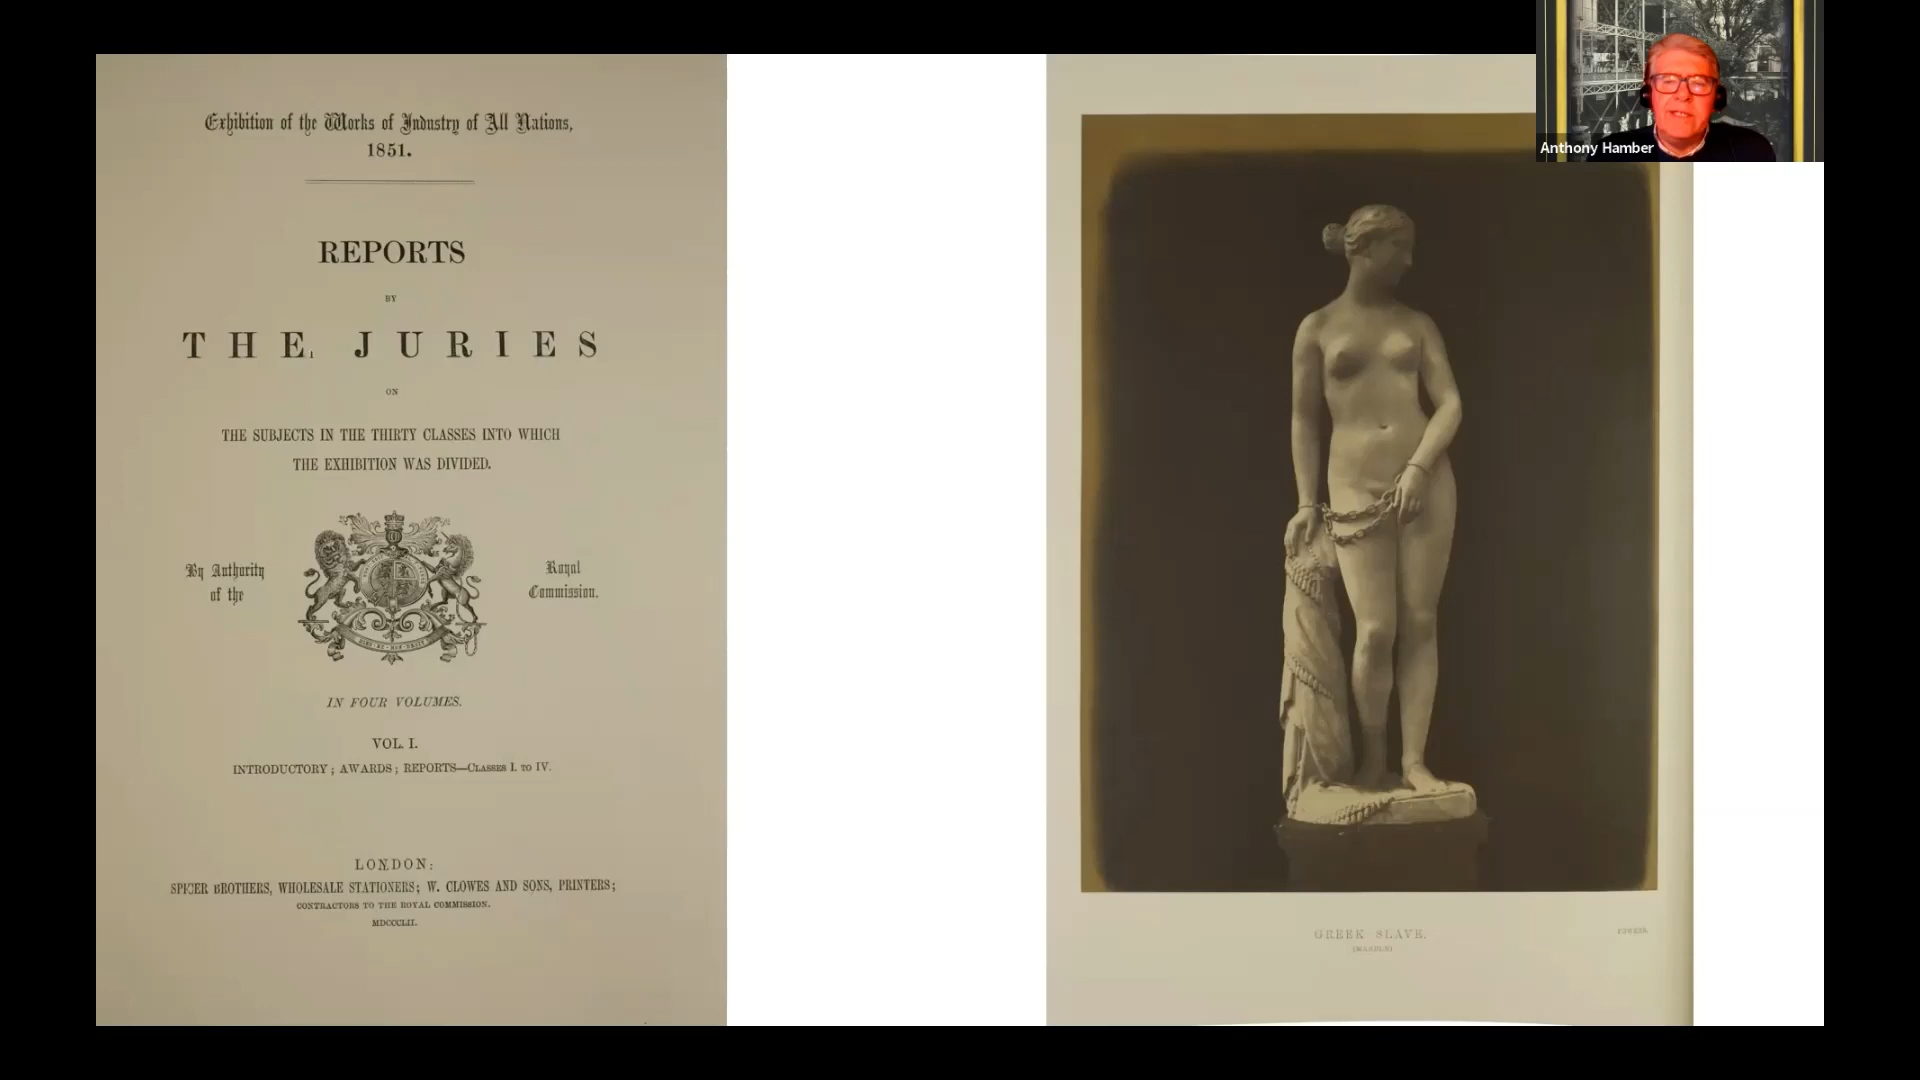 Exhibition of the Works of Industry of All Nations,
1851.
REPORTS
BY
THE JURIES
ON
THE SUBJECTS IN THE THIRTY CLASSES INTO WHICH
THE EXHIBITION WAS DIVIDED.
By Authority
of the
Royal
Commission.
IN FOUR VOLUMES.
VOL. I.
INTRODUCTORY; AWARDS; REPORTS—CLASSES I. TO IV.
LONDON:
SPICER BROTHERS, WHOLESALE STATIONERS; W. CLOWES AND SONS, PRINTERS;
CONTRACTORS TO THE ROYAL COMMISSION.
MDCCCLII.
GREEK SLAVE.
Anthony Hamber